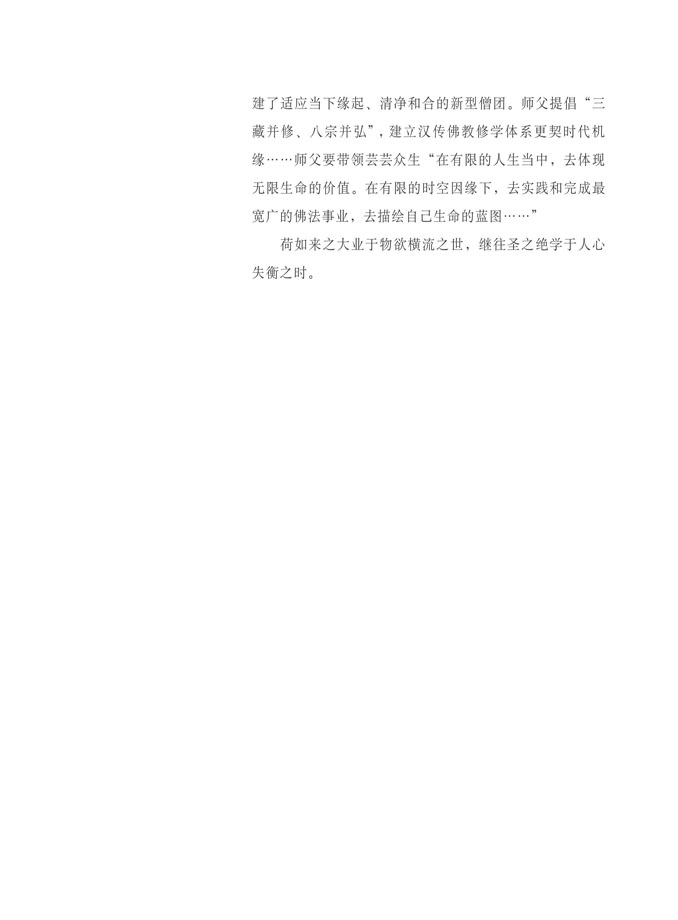 建了适应当下缘起、清净和合的新型僧团。师父提倡“三
藏并修、八宗并弘”，建立汉传佛教修学体系更契时代机
缘……师父要带领芸芸众生“在有限的人生当中，去体现
无限生命的价值。在有限的时空因缘下，去实践和完成最
宽广的佛法事业，去描绘自己生命的蓝图……”
荷如来之大业于物欲横流之世，继往圣之绝学于人心
失衡之时。